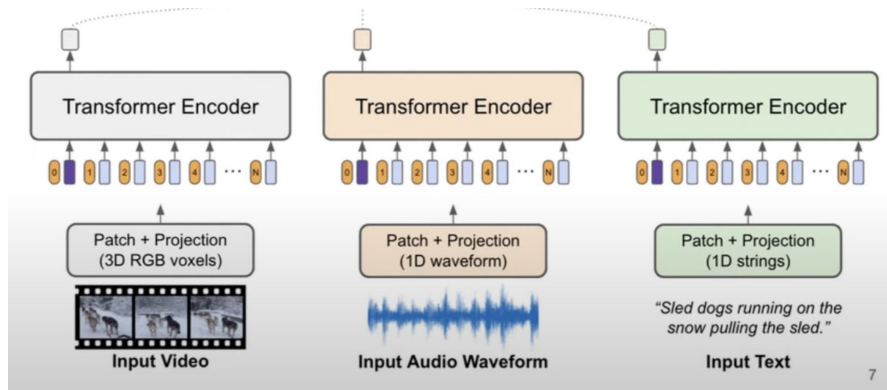 Transformer Encoder
Transformer Encoder
Transformer Encoder
0 1 2 3 4 ... N
0 1 2 3 4 ... N
0 1 2 3 4 ... N
Patch + Projection
(3D RGB voxels)
Patch + Projection
(1D waveform)
Patch + Projection
(1D strings)
"Sled dogs running on the
snow pulling the sled."
Input Video
Input Audio Waveform
Input Text
7